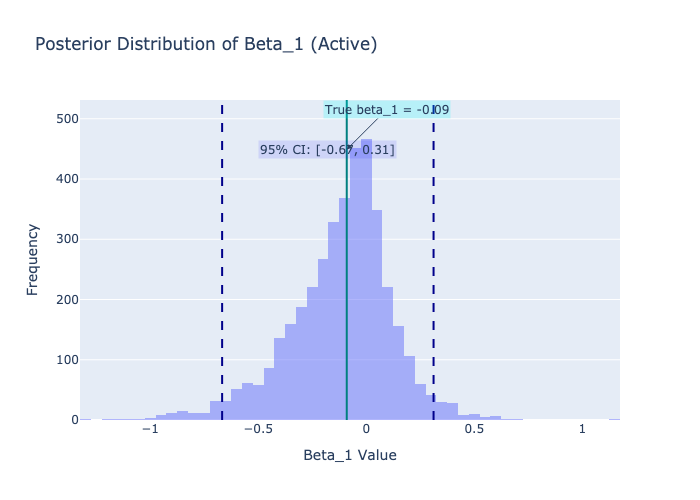 Posterior Distribution of Beta_1 (Active)
True beta_1 = -0.09
95% CI: [-0.67, 0.31]
500
400
300
200
100
0
Frequency
−1
−0.5
0
0.5
1
Beta_1 Value